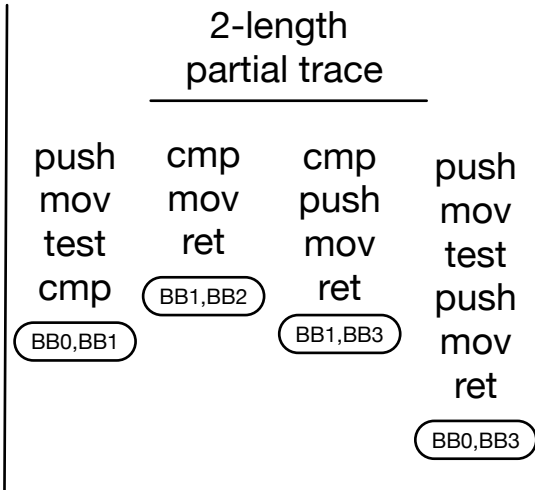 2-length
partial trace
push
mov
test
cmp
BB0,BB1
cmp
mov
ret
BB1,BB2
cmp
push
mov
ret
BB1,BB3
push
mov
test
push
mov
ret
BB0,BB3